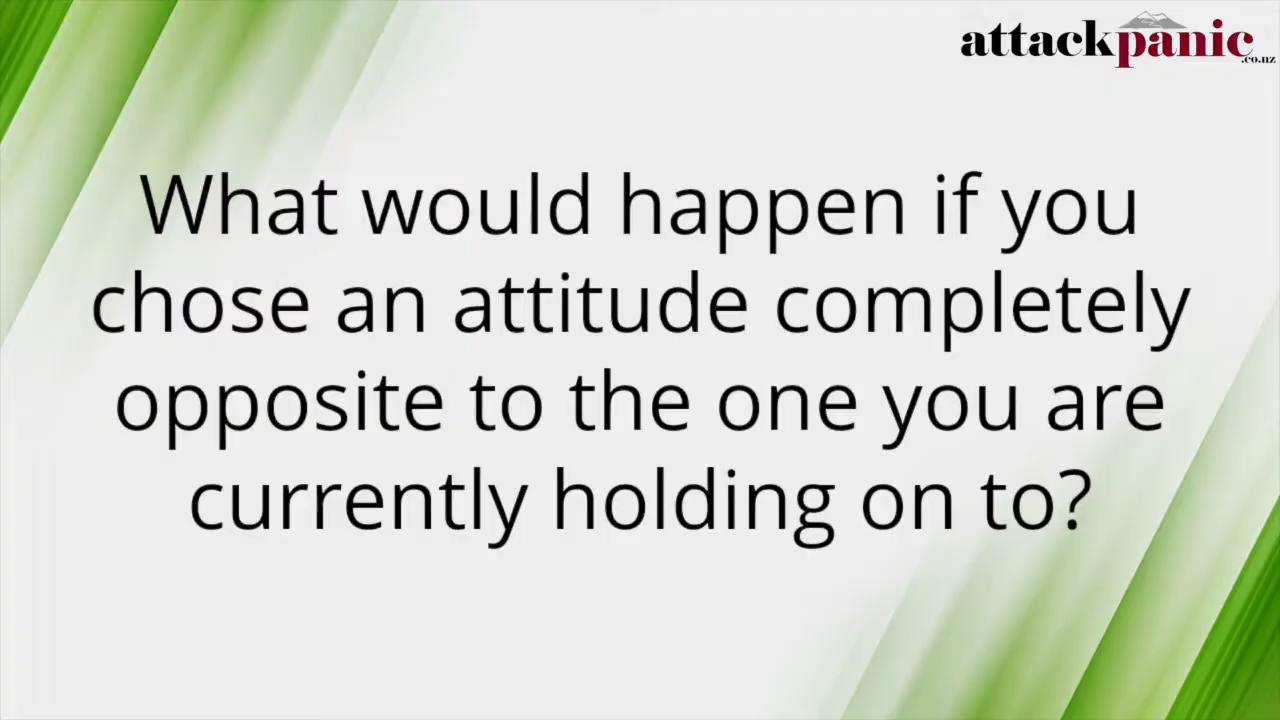 attackpanic
.co.nz
What would happen if you
chose an attitude completely
opposite to the one you are
currently holding on to?